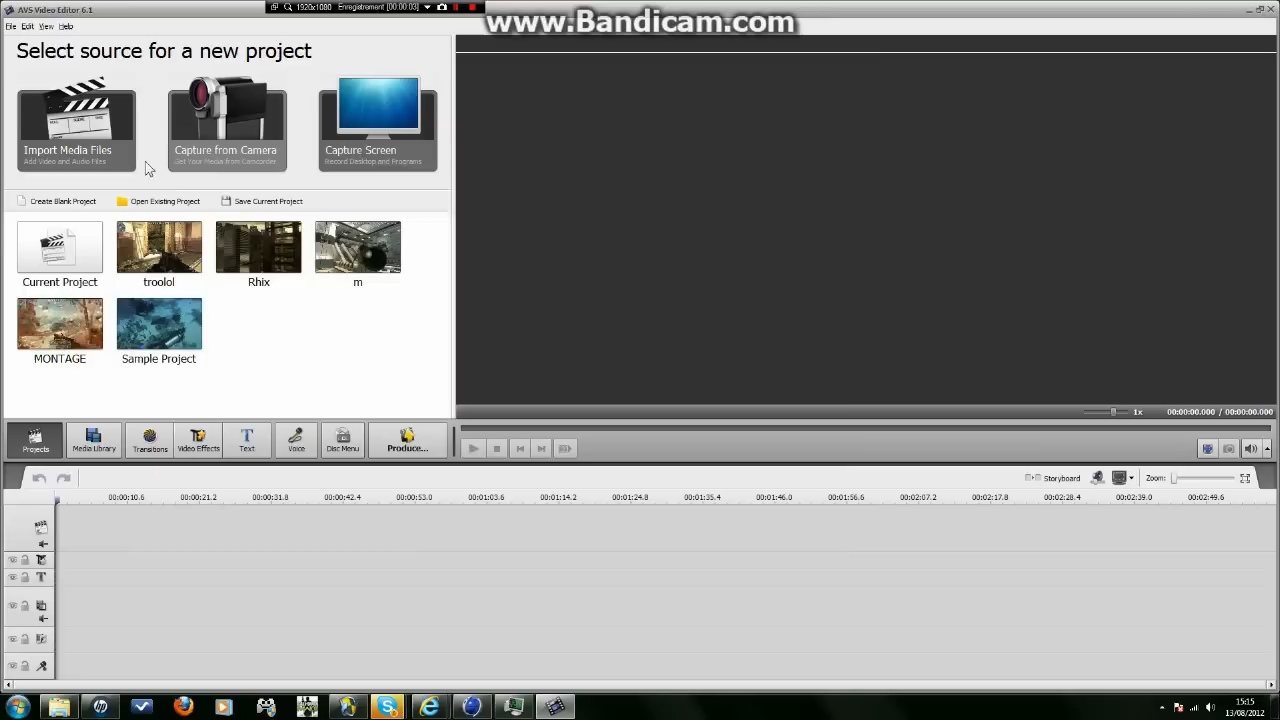 AVS Video Editor 6.1
1920x1080 Enregistrement [00:00:03]
www.Bandicam.com
File Edit View Help
Select source for a new project
Import Media Files
Add Video and Audio Files
Capture from Camera
Get Your Media from Camcorder
Capture Screen
Record Desktop and Programs
Create Blank Project Open Existing Project Save Current Project
Current Project troolol Rhix m
MONTAGE Sample Project
1x 00:00:00.000 / 00:00:00.000
Projects Media Library Transitions Video Effects Text Voice Disc Menu Produce...
Storyboard Zoom:
00:00:10.6 00:00:21.2 00:00:31.8 00:00:42.4 00:00:53.0 00:01:03.6 00:01:14.2 00:01:24.8 00:01:35.4 00:01:46.0 00:01:56.6 00:02:07.2 00:02:17.8 00:02:28.4 00:02:39.0 00:02:49.6
T
15:15
13/08/2012